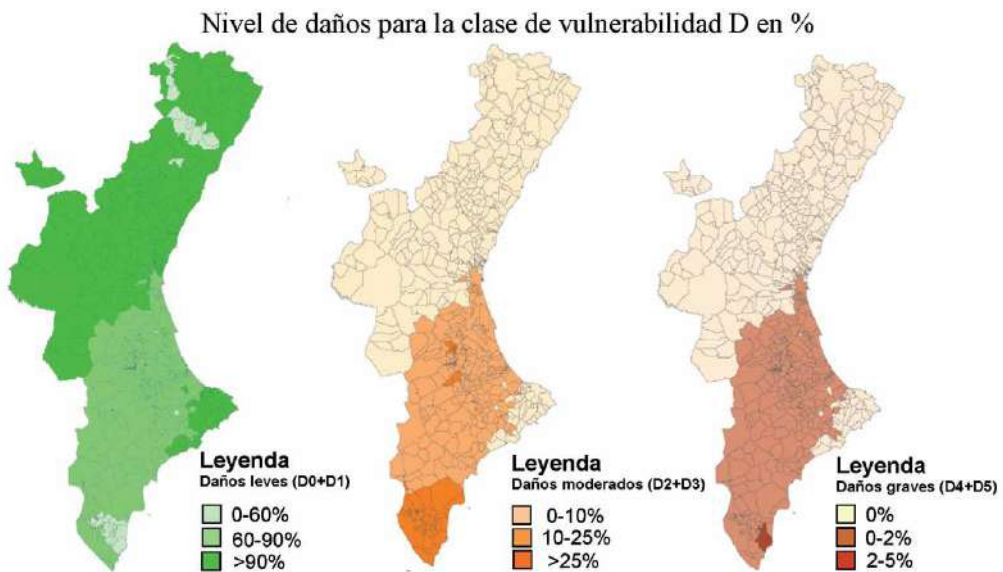 Nivel de daños para la clase de vulnerabilidad D en %
Leyenda
Daños leves (D0+D1)
0-60%
60-90%
>90%
Leyenda
Daños moderados (D2+D3)
0-10%
10-25%
>25%
Leyenda
Daños graves (D4+D5)
0%
0-2%
2-5%